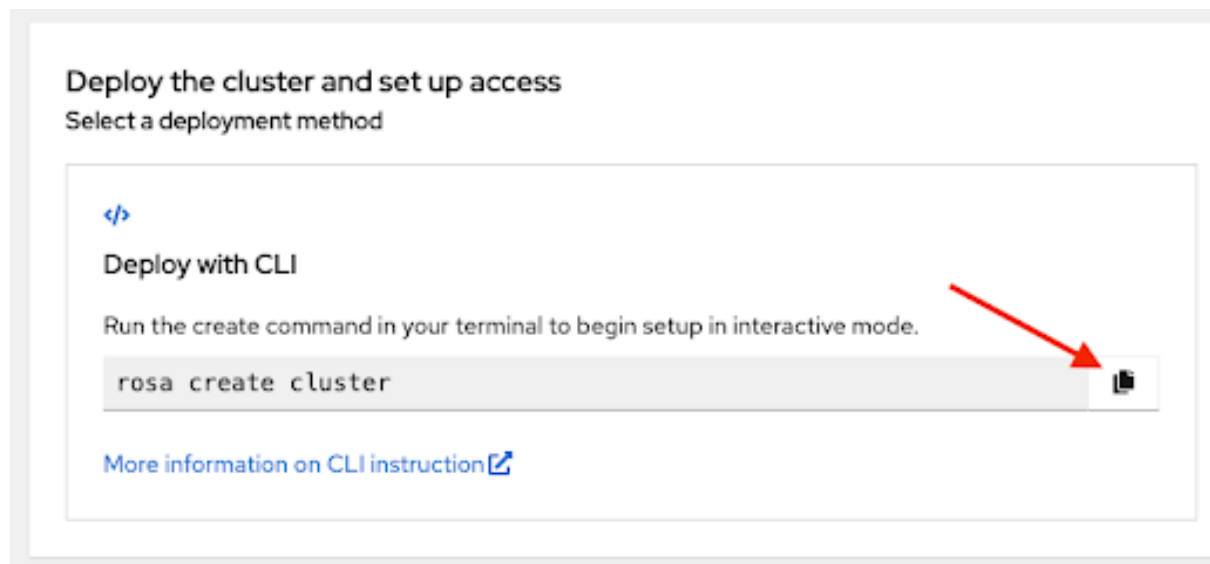 Deploy the cluster and set up access
Select a deployment method
</>
Deploy with CLI
Run the create command in your terminal to begin setup in interactive mode.
rosa create cluster
More information on CLI instruction